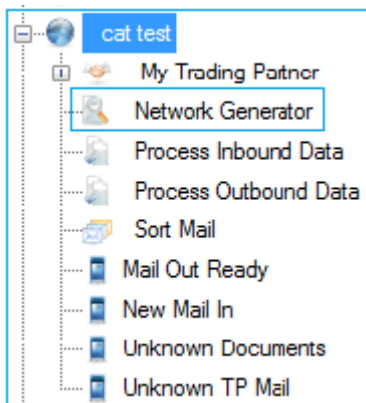 cat test
My Trading Partner
Network Generator
Process Inbound Data
Process Outbound Data
Sort Mail
Mail Out Ready
New Mail In
Unknown Documents
Unknown TP Mail